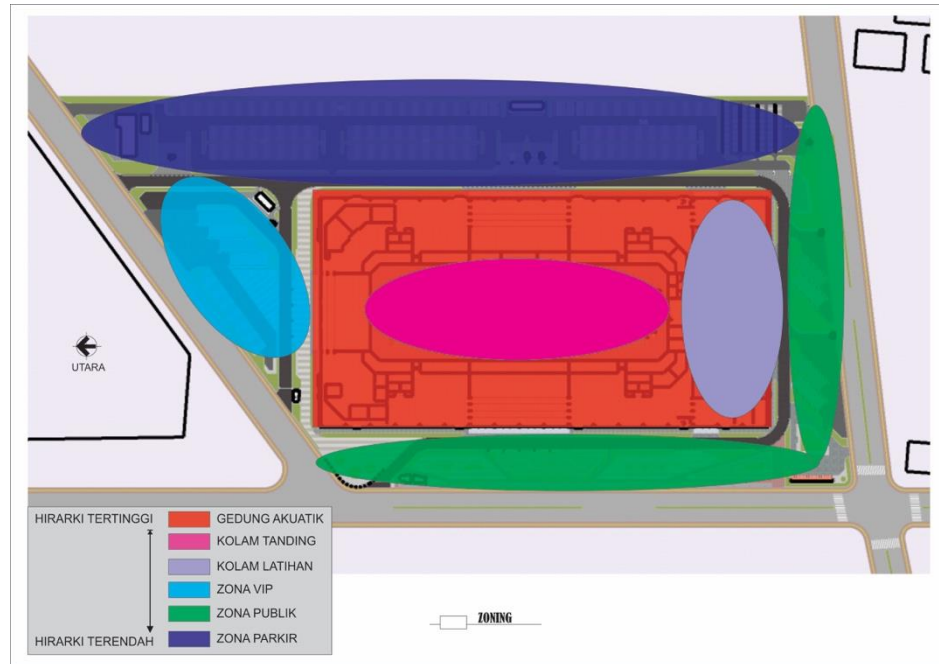 UTARA
HIRARKI TERTINGGI
GEDUNG AKUATIK
KOLAM TANDING
KOLAM LATIHAN
ZONA VIP
ZONA PUBLIK
HIRARKI TERENDAH
ZONA PARKIR
ZONING